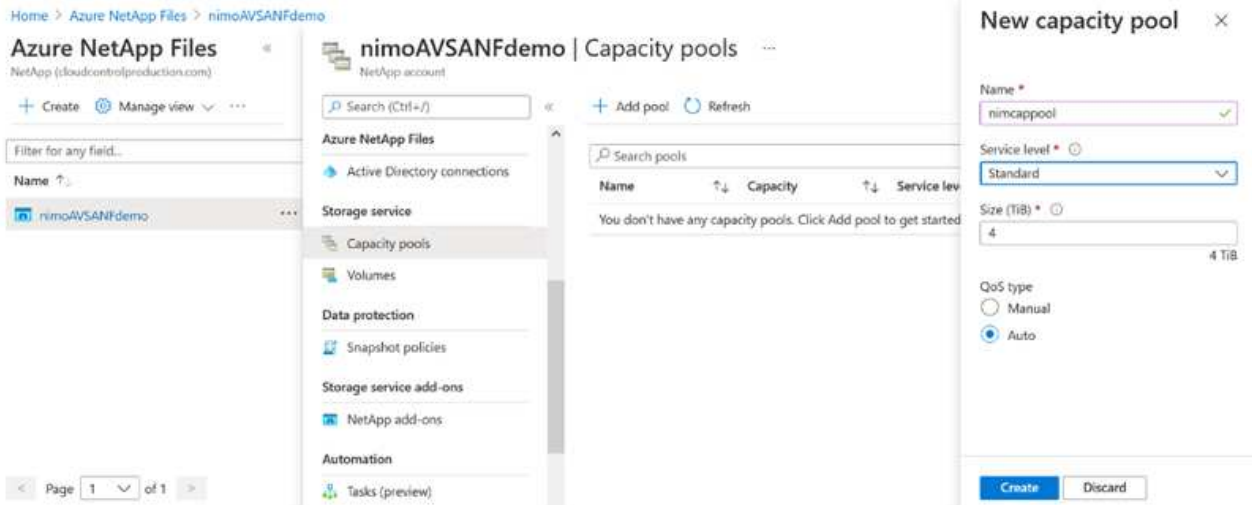 Home > Azure NetApp Files > nimoAVSANFdemo
Azure NetApp Files
NetApp (cloudcontrolproduction.com)
+ Create Manage view ...
Filter for any field...
Name ↑↓
nimoAVSANFdemo ...
< Page 1 of 1 >
nimoAVSANFdemo | Capacity pools ...
NetApp account
Search (Ctrl+/)
Azure NetApp Files
Active Directory connections
Storage service
Capacity pools
Volumes
Data protection
Snapshot policies
Storage service add-ons
NetApp add-ons
Automation
Tasks (preview)
+ Add pool Refresh
Search pools
Name ↑↓ Capacity ↑↓ Service lev
You don't have any capacity pools. Click Add pool to get started
New capacity pool ×
Name *
nimcappool
Service level *
Standard
Size (TiB) *
4
4 TiB
QoS type
Manual
Auto
Create Discard